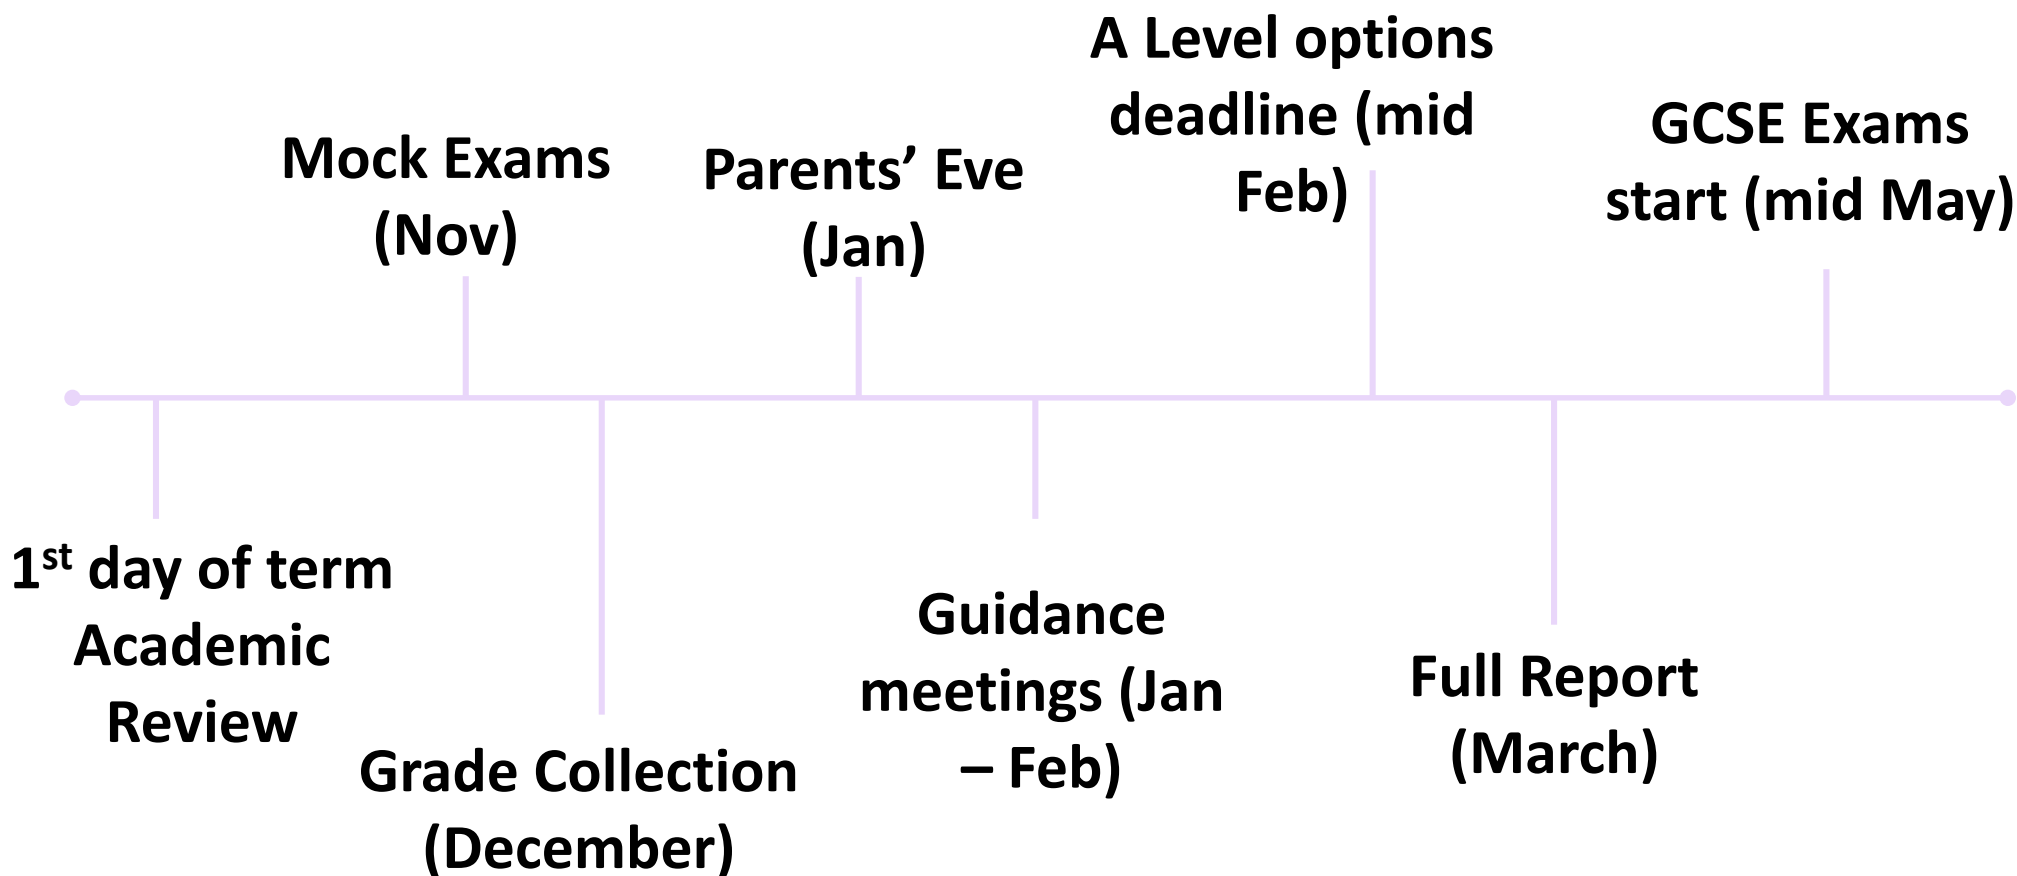 1st day of term
Academic
Review
Mock Exams
(Nov)
Grade Collection
(December)
Parents’ Eve
(Jan)
Guidance
meetings (Jan
– Feb)
A Level options
deadline (mid
Feb)
Full Report
(March)
GCSE Exams
start (mid May)